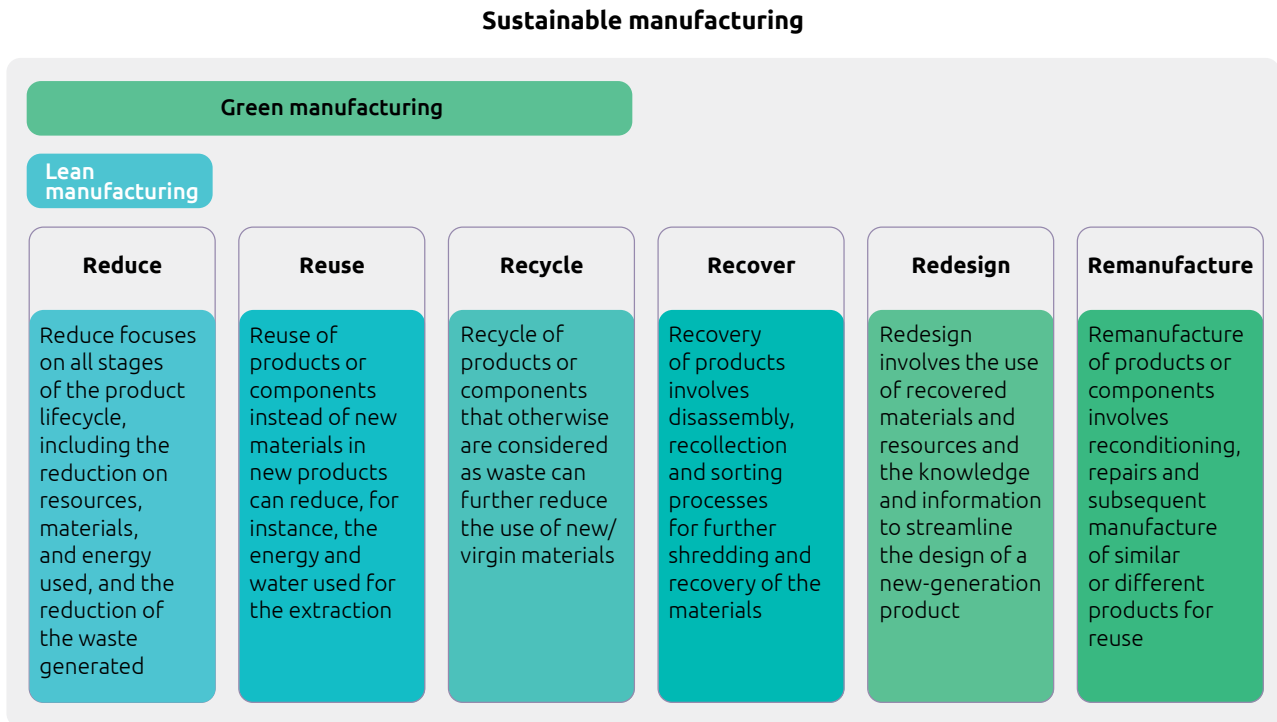 Sustainable manufacturing
Green manufacturing
Lean
manufacturing
Reduce
Reduce focuses
on all stages
of the product
lifecycle,
including the
reduction on
resources,
materials,
and energy
used, and the
reduction of
the waste
generated
Reuse
Reuse of
products or
components
instead of new
materials in
new products
can reduce, for
instance, the
energy and
water used for
the extraction
Recycle
Recycle of
products or
components
that otherwise
are considered
as waste can
further reduce
the use of new/
virgin materials
Recover
Recovery
of products
involves
disassembly,
recollection
and sorting
processes
for further
shredding and
recovery of the
materials
Redesign
Redesign
involves the use
of recovered
materials and
resources and
the knowledge
and information
to streamline
the design of a
new-generation
product
Remanufacture
Remanufacture
of products or
components
involves
reconditioning,
repairs and
subsequent
manufacture
of similar
or different
products for
reuse